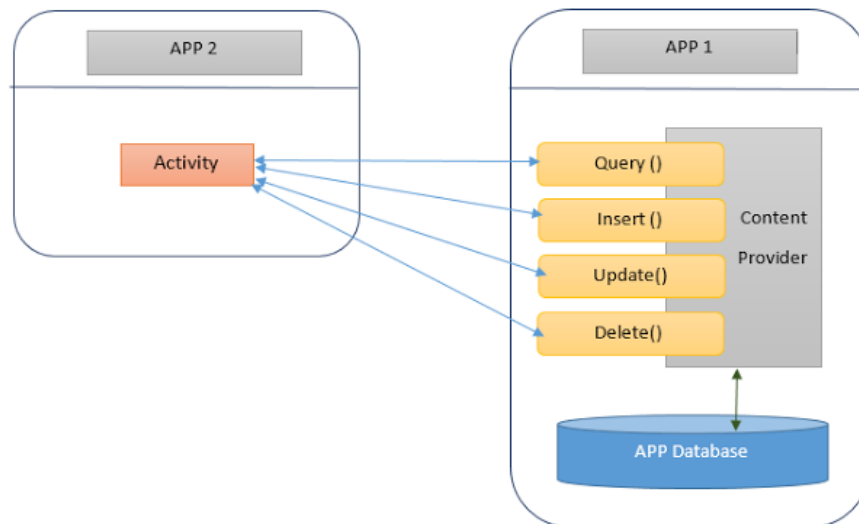 APP 2
APP 1
Activity
Query ()
Insert ()
Update()
Delete()
Content
Provider
APP Database